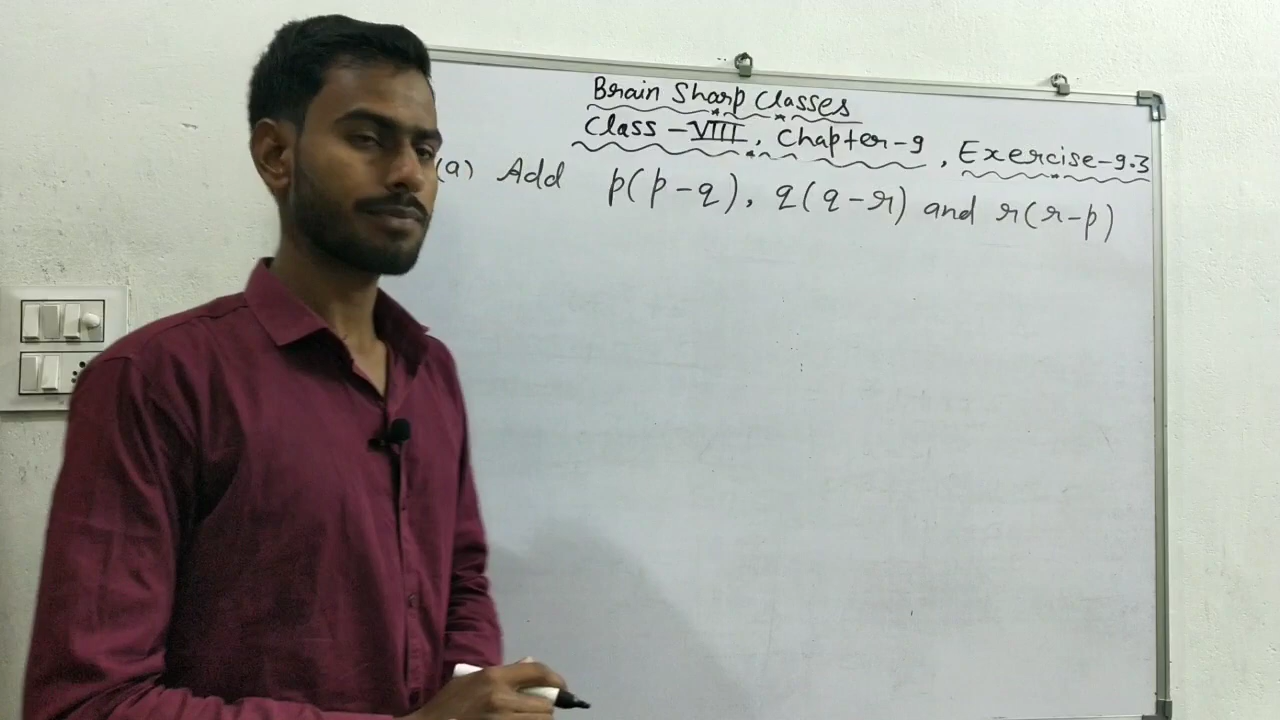 Brain Sharp Classes
Class - VIII, Chapter-9, Exercise-9.3
(a) Add p(p-q), q(q-r) and r(r-p)